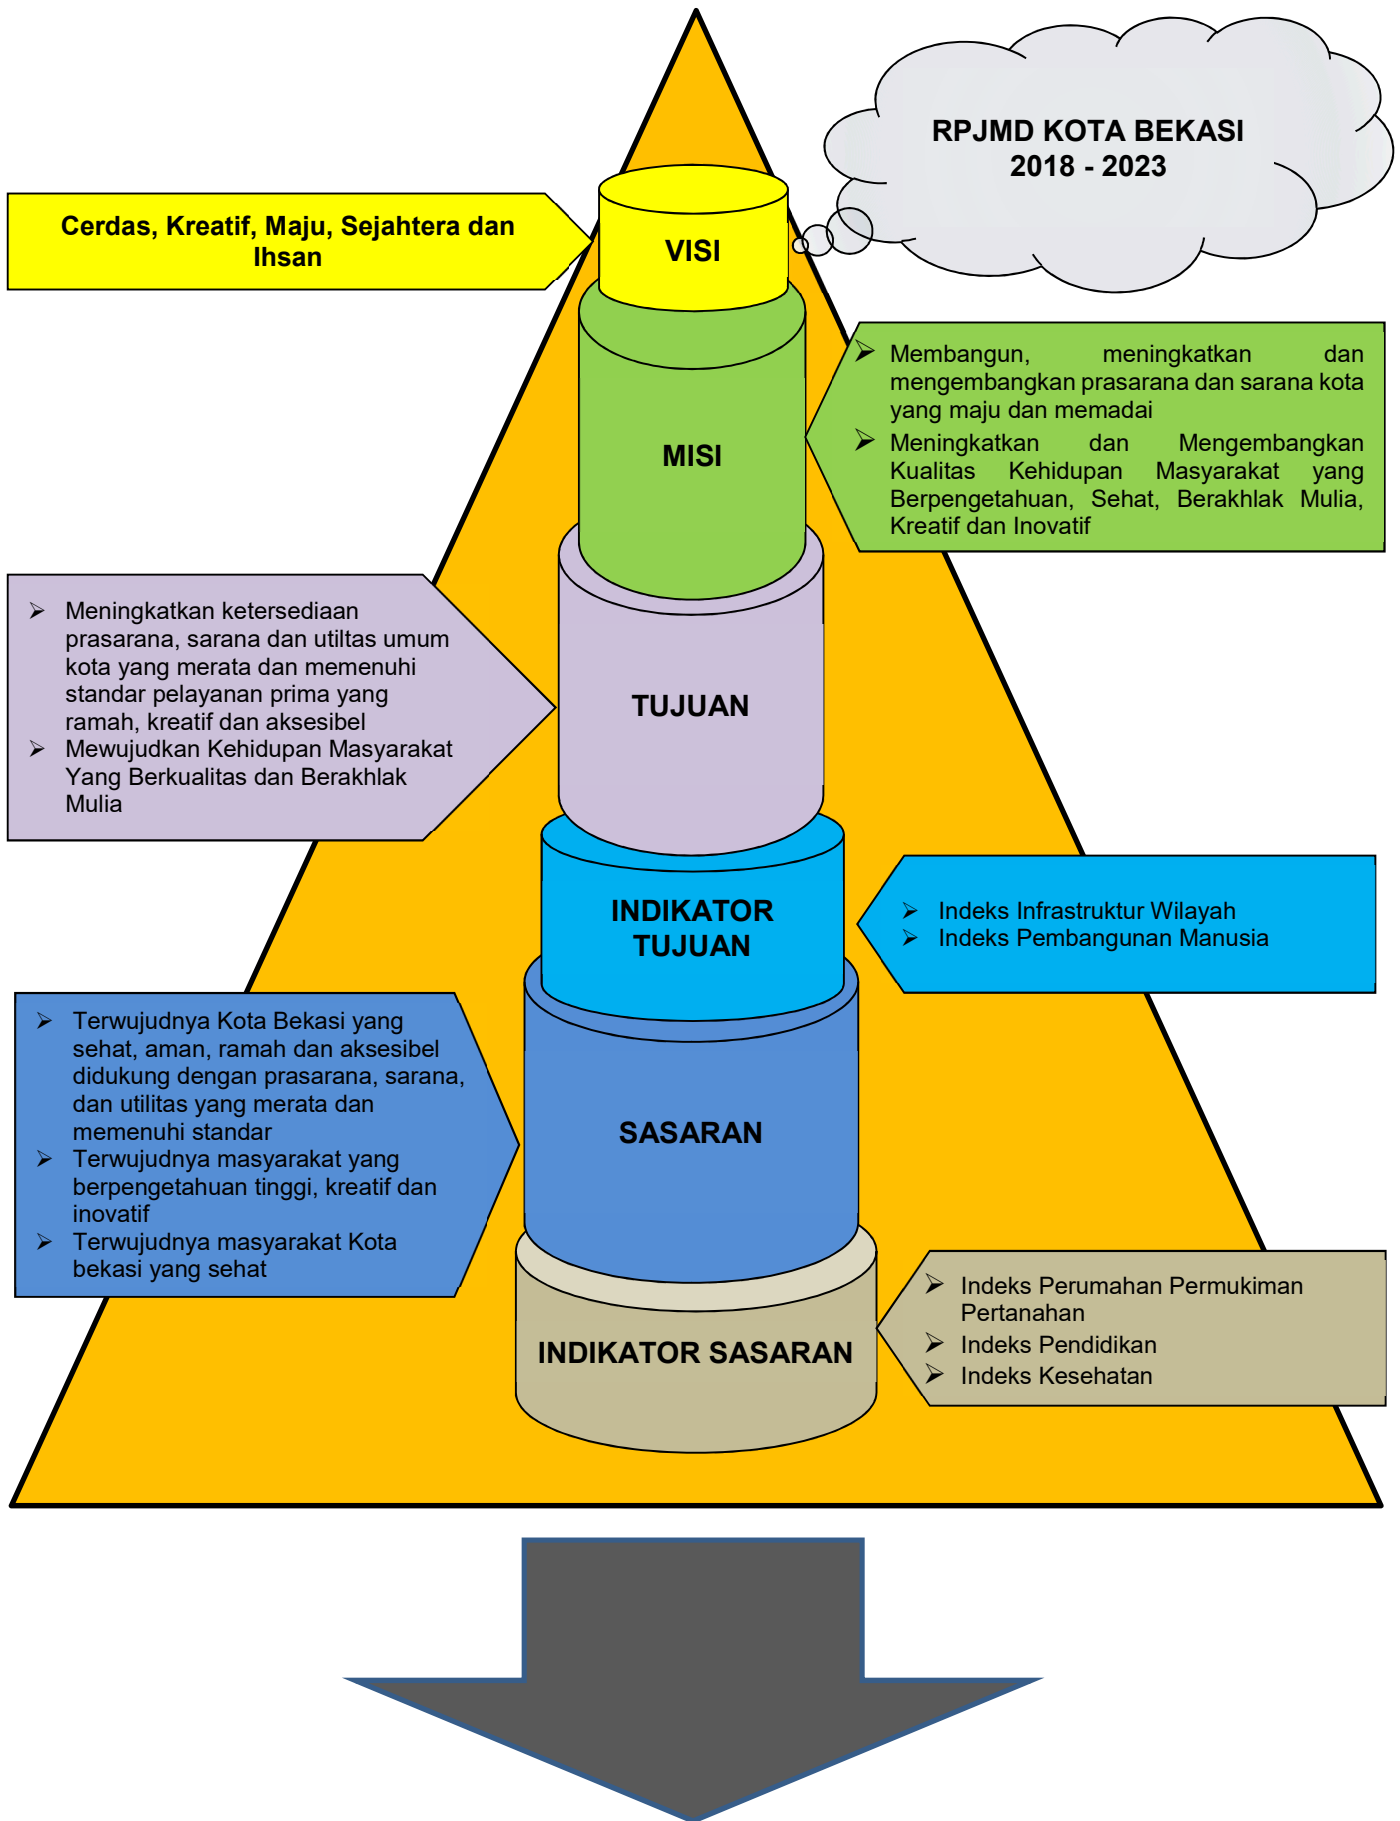 RPJMD KOTA BEKASI
2018 - 2023
Cerdas, Kreatif, Maju, Sejahtera dan
Ihsan
VISI
➢ Membangun, meningkatkan dan
mengembangkan prasarana dan sarana kota
yang maju dan memadai
➢ Meningkatkan dan Mengembangkan
Kualitas Kehidupan Masyarakat yang
Berpengetahuan, Sehat, Berakhlak Mulia,
Kreatif dan Inovatif
MISI
➢ Meningkatkan ketersediaan
prasarana, sarana dan utiltas umum
kota yang merata dan memenuhi
standar pelayanan prima yang
ramah, kreatif dan aksesibel
➢ Mewujudkan Kehidupan Masyarakat
Yang Berkualitas dan Berakhlak
Mulia
TUJUAN
INDIKATOR
TUJUAN
➢ Indeks Infrastruktur Wilayah
➢ Indeks Pembangunan Manusia
➢ Terwujudnya Kota Bekasi yang
sehat, aman, ramah dan aksesibel
didukung dengan prasarana, sarana,
dan utilitas yang merata dan
memenuhi standar
➢ Terwujudnya masyarakat yang
berpengetahuan tinggi, kreatif dan
inovatif
➢ Terwujudnya masyarakat Kota
bekasi yang sehat
SASARAN
INDIKATOR SASARAN
➢ Indeks Perumahan Permukiman
Pertanahan
➢ Indeks Pendidikan
➢ Indeks Kesehatan